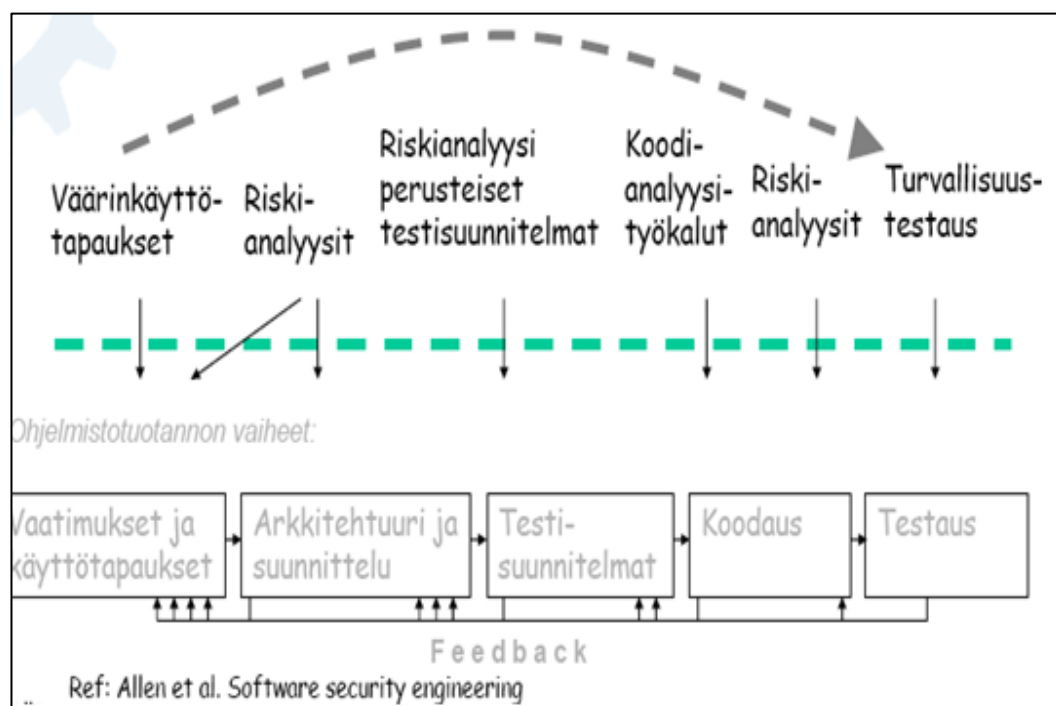 Väärinkäyttö-
tapaukset
Riski-
analyysit
Riskianalyysi
perusteiset
testisuunnitelmat
Koodi-
analyysi-
työkalut
Riski-
analyysit
Turvallisuus-
testaus
Ohjelmistotuotannon vaiheet:
Vaatimukset ja
käyttötapaukset
Arkkitehtuuri ja
suunnittelu
Testi-
suunnitelmat
Koodaus
Testaus
Feedback
Ref: Allen et al. Software security engineering